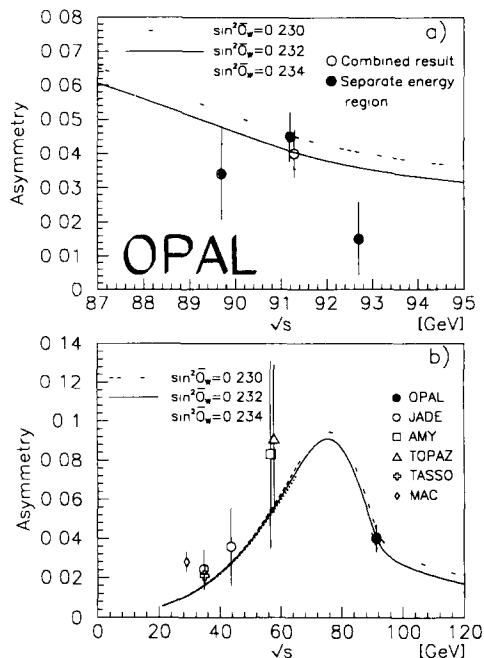 sin²Θ̄w=0 230
sin²Θ̄w=0 232
sin²Θ̄w=0 234
a)
Combined result
Separate energy
region
Asymmetry
0 08
0 07
0 06
0 05
0 04
0 03
0 02
0 01
0
OPAL
87 88 89 90 91 92 93 94 95
√s [GeV]
b)
sin²Θ̄w=0 230
sin²Θ̄w=0 232
sin²Θ̄w=0 234
OPAL
JADE
AMY
TOPAZ
TASSO
MAC
Asymmetry
0 14
0 12
0 1
0 08
0 06
0 04
0 02
0
0 20 40 60 80 100 120
√s [GeV]